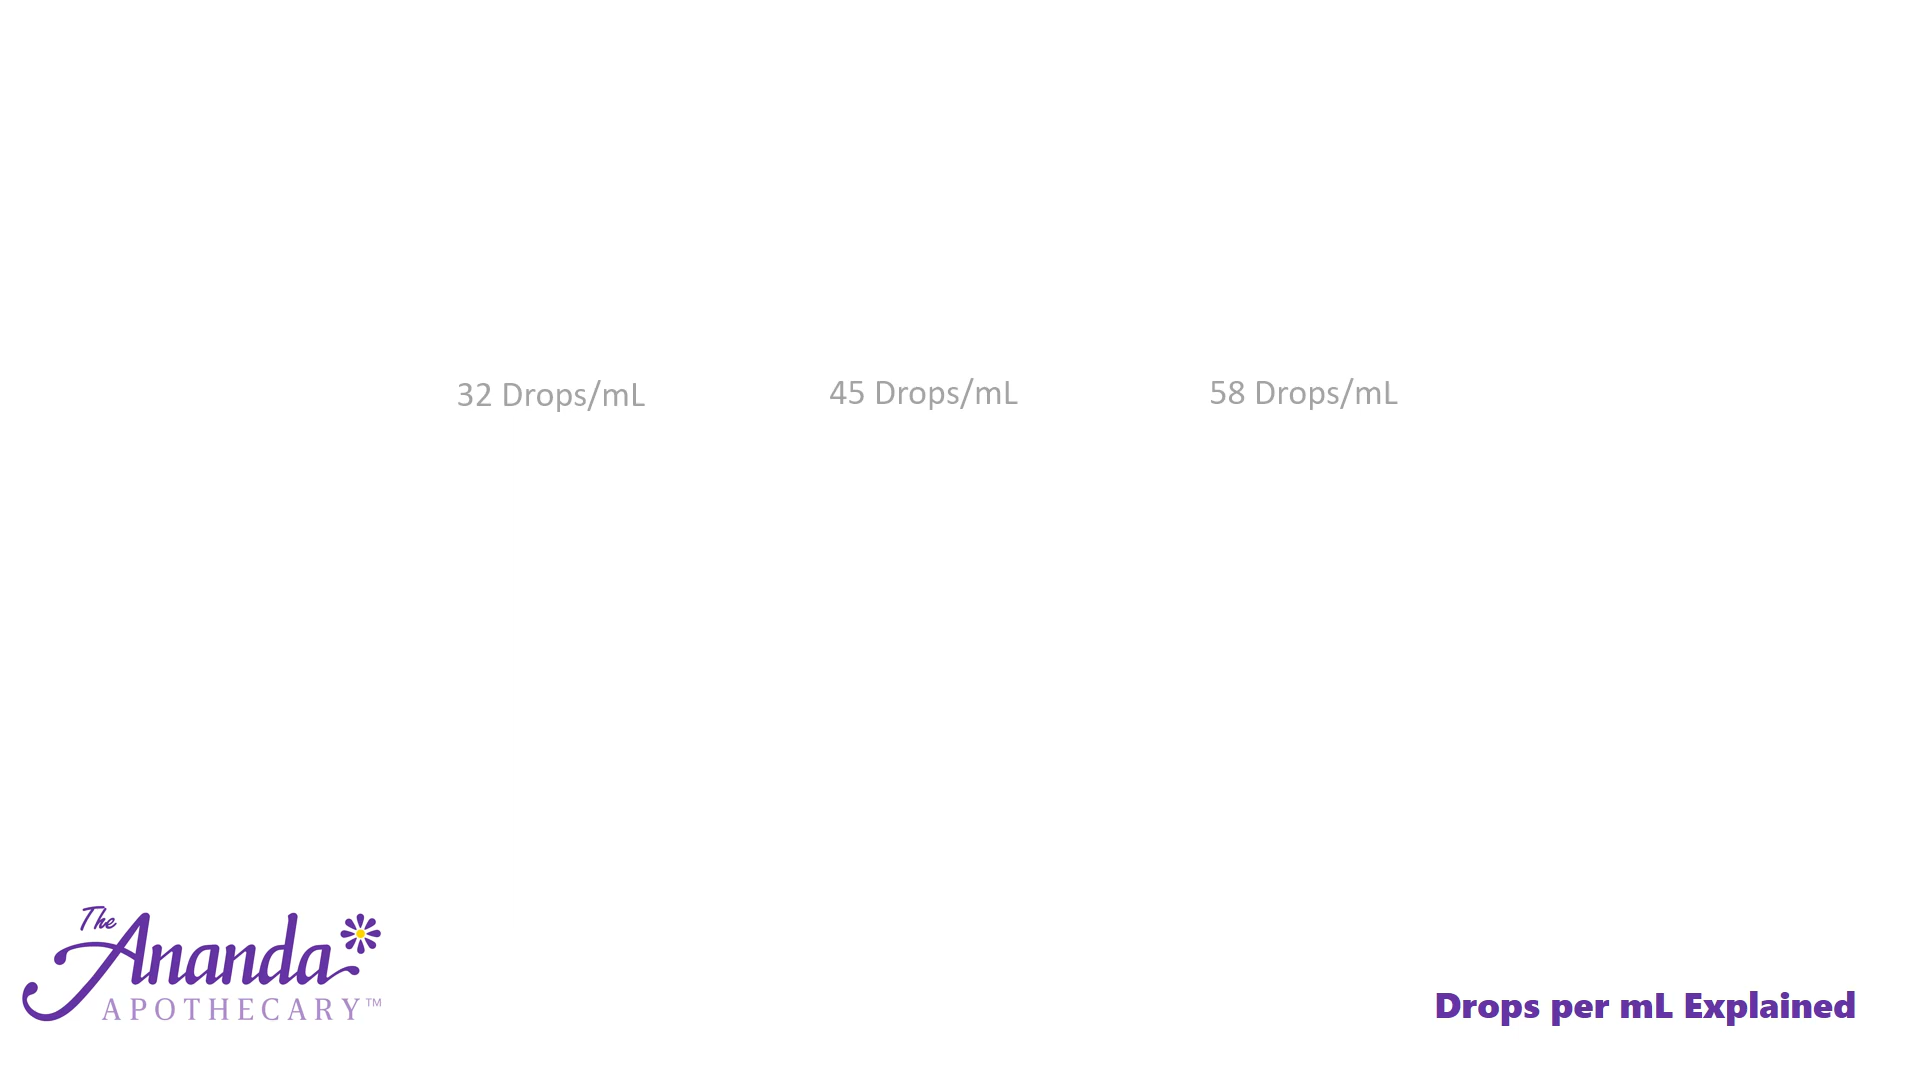 32 Drops/mL 45 Drops/mL 58 Drops/mL
The
Ananda
APOTHECARY™
Drops per mL Explained